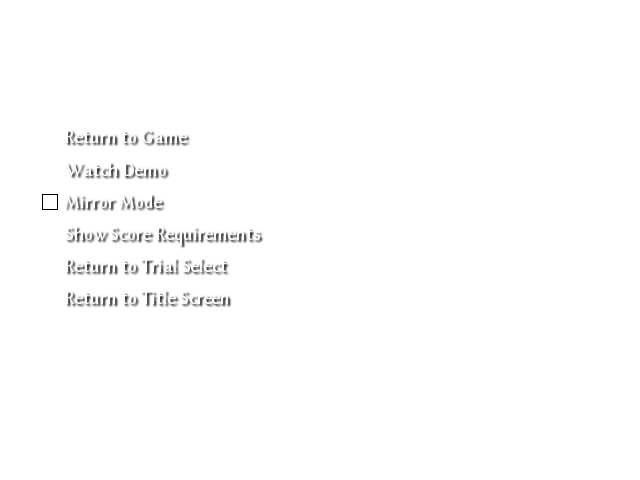 Return to Game
Watch Demo
Mirror Mode
Show Score Requirements
Return to Trial Select
Return to Title Screen